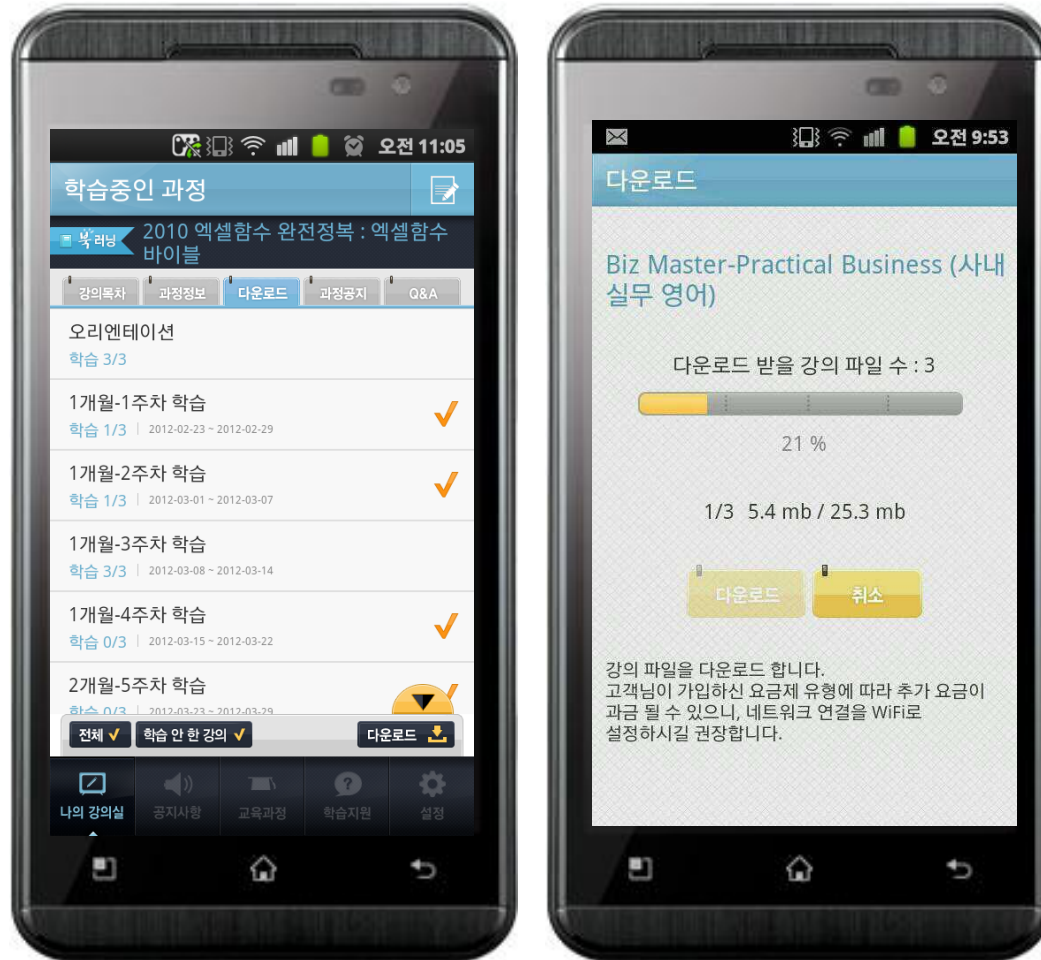 오전 11:05
학습중인 과정
북러닝
2010 엑셀함수 완전정복 : 엑셀함수
바이블
강의목차
과정정보
다운로드
과정공지
Q&A
오리엔테이션
학습 3/3
1개월-1주차 학습
학습 1/3 | 2012-02-23 ~ 2012-02-29
1개월-2주차 학습
학습 1/3 | 2012-03-01 ~ 2012-03-07
1개월-3주차 학습
학습 3/3 | 2012-03-08 ~ 2012-03-14
1개월-4주차 학습
학습 0/3 | 2012-03-15 ~ 2012-03-22
2개월-5주차 학습
학습 0/3 | 2012-03-23 ~ 2012-03-29
전체
학습 안 한 강의
다운로드
나의 강의실
공지사항
교육과정
학습지원
설정
오전 9:53
다운로드
Biz Master-Practical Business (사내
실무 영어)
다운로드 받을 강의 파일 수 : 3
21 %
1/3 5.4 mb / 25.3 mb
다운로드
취소
강의 파일을 다운로드 합니다.
고객님이 가입하신 요금제 유형에 따라 추가 요금이
과금 될 수 있으니, 네트워크 연결을 WiFi로
설정하시길 권장합니다.